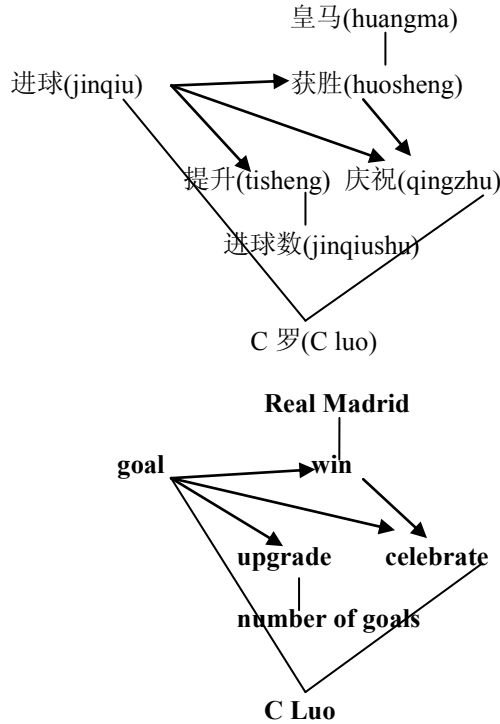 皇马(huangma)
进球(jinqiu) 获胜(huosheng)
提升(tisheng) 庆祝(qingzhu)
进球数(jinqiushu)
C 罗(C luo)
Real Madrid
goal win
upgrade celebrate
number of goals
C Luo